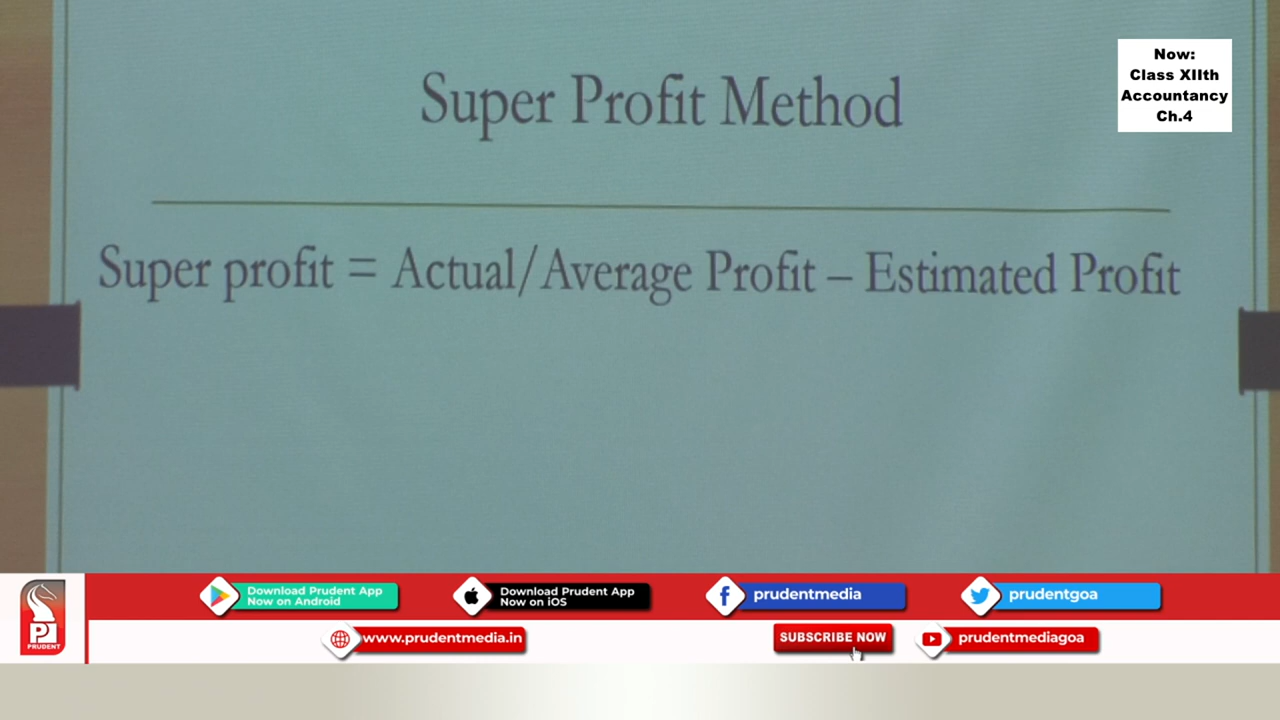 Super Profit Method
Now:
Class XIIth
Accountancy
Ch.4
Super profit = Actual/Average Profit – Estimated Profit
Download Prudent App
Now on Android
Download Prudent App
Now on iOS
prudentmedia
prudentgoa
PRUDENT
www.prudentmedia.in
SUBSCRIBE NOW
prudentmediagoa